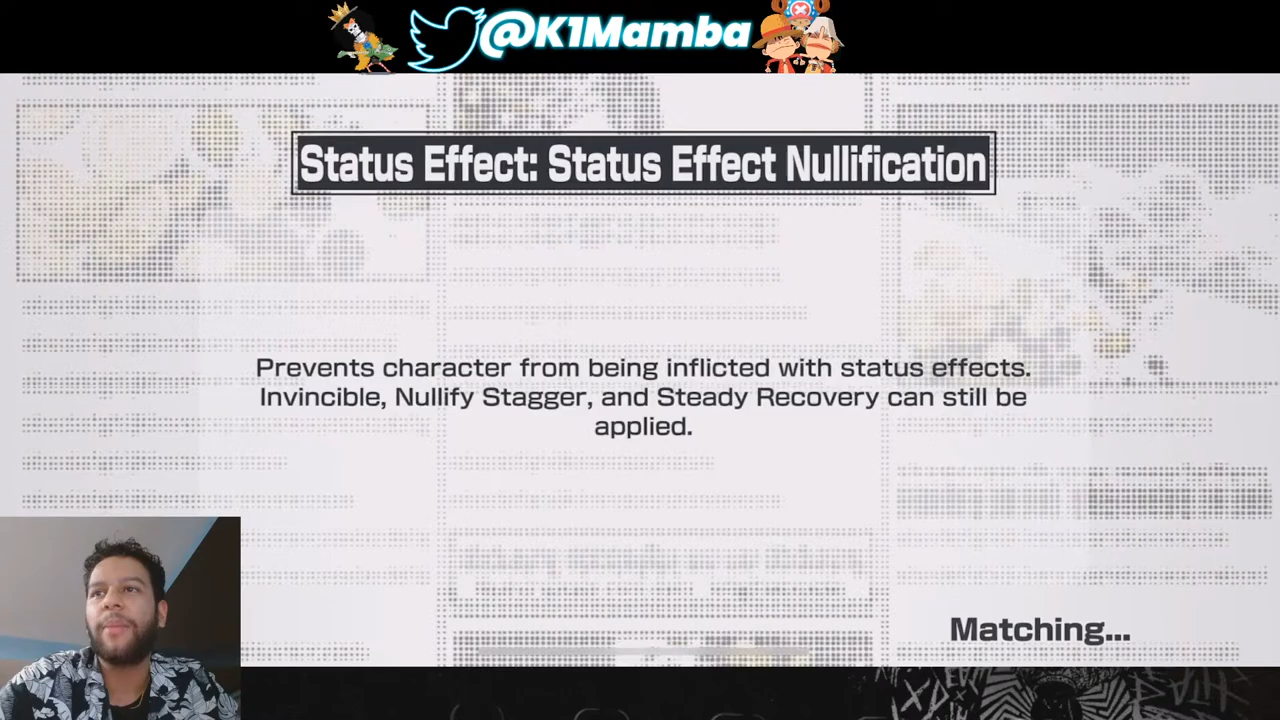 @K1Mamba
Status Effect: Status Effect Nullification
Prevents character from being inflicted with status effects.
Invincible, Nullify Stagger, and Steady Recovery can still be
applied.
Matching...